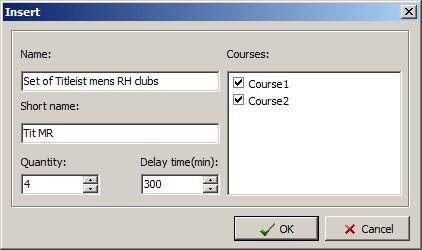 Insert
Name:
Set of Titleist mens RH clubs
Short name:
Tit MR
Quantity:
4
Delay time(min):
300
Courses:
Course1
Course2
OK
Cancel